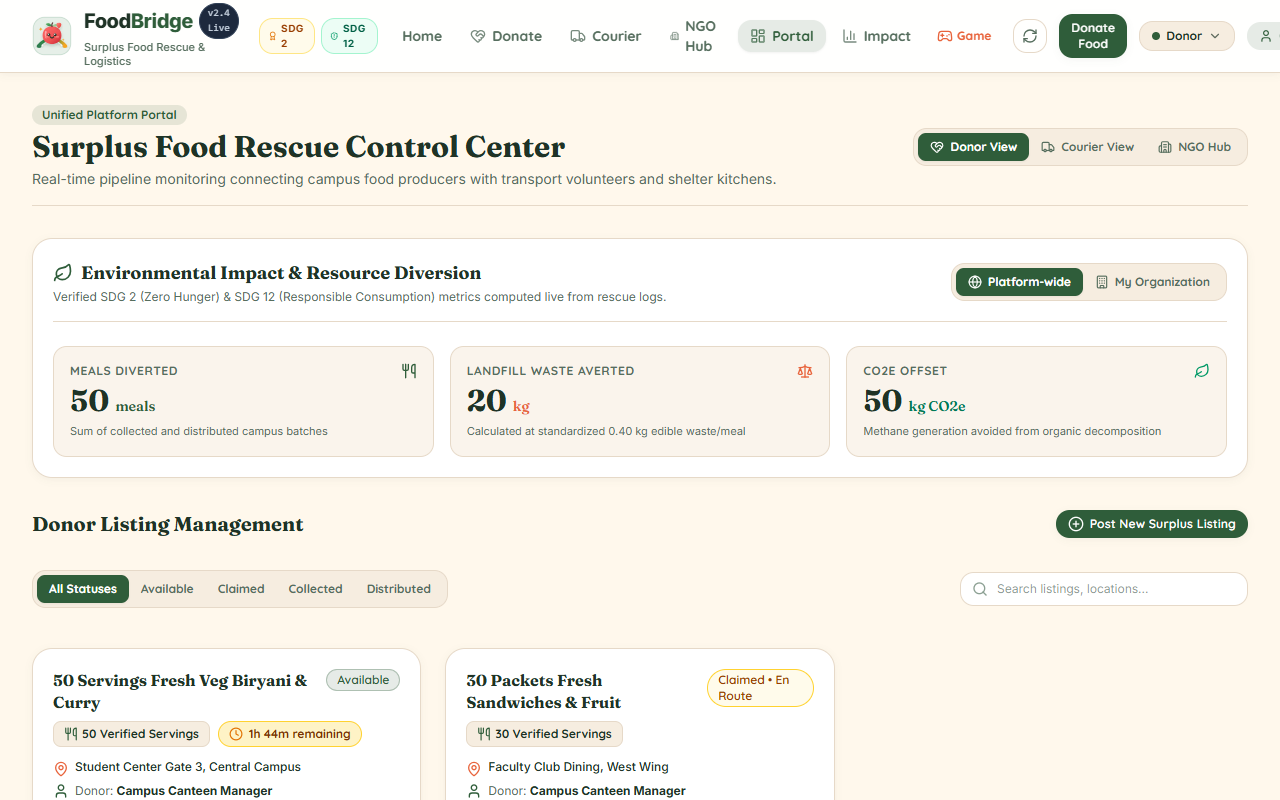 FoodBridge
v2.4
Live
Surplus Food Rescue &
Logistics
SDG
2
SDG
12
Home
Donate
Courier
NGO
Hub
Portal
Impact
Game
Donate
Food
Donor
Unified Platform Portal
Surplus Food Rescue Control Center
Real-time pipeline monitoring connecting campus food producers with transport volunteers and shelter kitchens.
Donor View
Courier View
NGO Hub
Environmental Impact & Resource Diversion
Verified SDG 2 (Zero Hunger) & SDG 12 (Responsible Consumption) metrics computed live from rescue logs.
Platform-wide
My Organization
MEALS DIVERTED
50 meals
Sum of collected and distributed campus batches
LANDFILL WASTE AVERTED
20 kg
Calculated at standardized 0.40 kg edible waste/meal
CO2E OFFSET
50 kg CO2e
Methane generation avoided from organic decomposition
Donor Listing Management
Post New Surplus Listing
All Statuses
Available
Claimed
Collected
Distributed
Search listings, locations...
50 Servings Fresh Veg Biryani &
Curry
Available
50 Verified Servings
1h 44m remaining
Student Center Gate 3, Central Campus
Donor: Campus Canteen Manager
30 Packets Fresh
Sandwiches & Fruit
Claimed • En
Route
30 Verified Servings
Faculty Club Dining, West Wing
Donor: Campus Canteen Manager